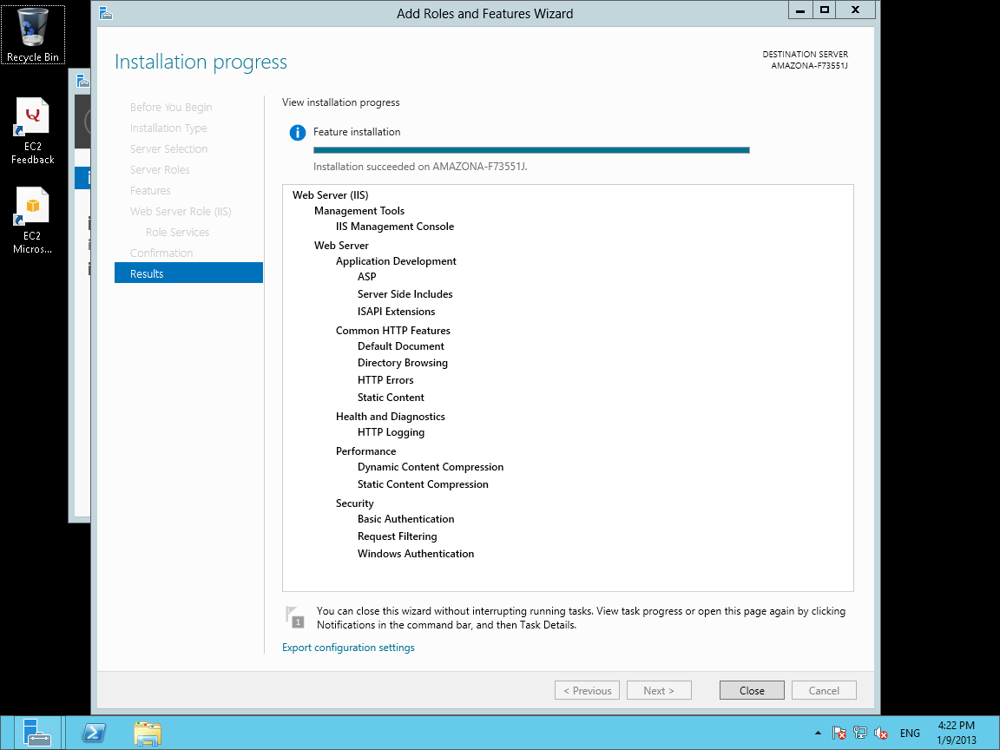 Recycle Bin
EC2
Feedback
EC2
Micros...
Add Roles and Features Wizard
Installation progress
DESTINATION SERVER
AMAZONA-F73551J
Before You Begin
Installation Type
Server Selection
Server Roles
Features
Web Server Role (IIS)
Role Services
Confirmation
Results
View installation progress
Feature installation
Installation succeeded on AMAZONA-F73551J.
Web Server (IIS)
Management Tools
IIS Management Console
Web Server
Application Development
ASP
Server Side Includes
ISAPI Extensions
Common HTTP Features
Default Document
Directory Browsing
HTTP Errors
Static Content
Health and Diagnostics
HTTP Logging
Performance
Dynamic Content Compression
Static Content Compression
Security
Basic Authentication
Request Filtering
Windows Authentication
1
You can close this wizard without interrupting running tasks. View task progress or open this page again by clicking
Notifications in the command bar, and then Task Details.
Export configuration settings
< Previous
Next >
Close
Cancel
ENG
4:22 PM
1/9/2013